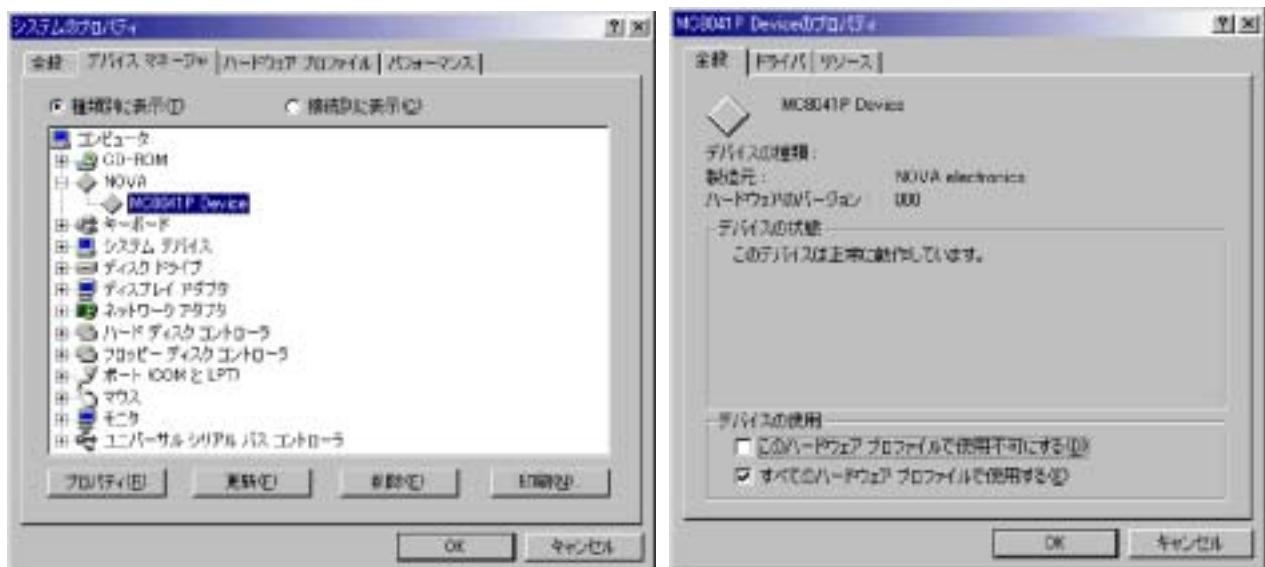 システムのプロパティ
全般 デバイス マネージャ ハードウェア プロファイル パフォーマンス
種類別に表示(T) 接続別に表示(C)
コンピュータ
CD-ROM
NOVA
MC8041P Device
キーボード
システム デバイス
ディスク ドライブ
ディスプレイ アダプタ
ネットワーク アダプタ
ハード ディスク コントローラ
フロッピー ディスク コントローラ
ポート (COM と LPT)
マウス
モニタ
ユニバーサル シリアル バス コントローラ
プロパティ(R) 更新(F) 削除(E) 印刷(N)
OK キャンセル
MC8041P Deviceのプロパティ
全般 ドライバ リソース
MC8041P Device
デバイスの種類:
製造元: NOVA electronics
ハードウェアのバージョン 000
デバイスの状態
このデバイスは正常に動作しています。
デバイスの使用
このハードウェア プロファイルで使用不可にする(D)
すべてのハードウェア プロファイルで使用する(E)
OK キャンセル